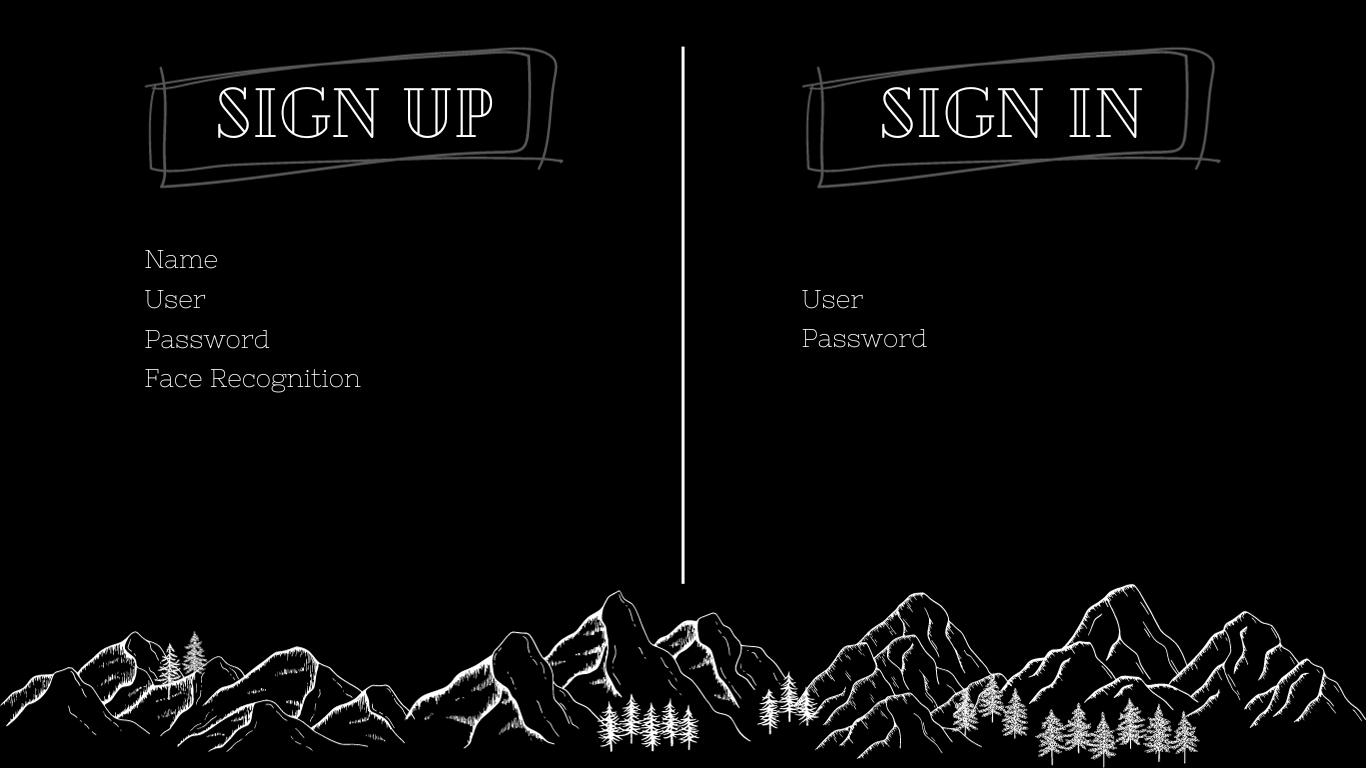 SIGN UP
Name
User
Password
Face Recognition
SIGN IN
User
Password